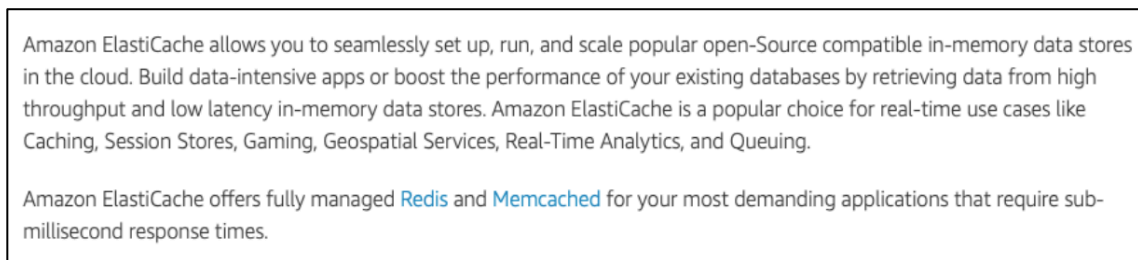 Amazon ElastiCache allows you to seamlessly set up, run, and scale popular open-Source compatible in-memory data stores
in the cloud. Build data-intensive apps or boost the performance of your existing databases by retrieving data from high
throughput and low latency in-memory data stores. Amazon ElastiCache is a popular choice for real-time use cases like
Caching, Session Stores, Gaming, Geospatial Services, Real-Time Analytics, and Queuing.
Amazon ElastiCache offers fully managed Redis and Memcached for your most demanding applications that require sub-
millisecond response times.